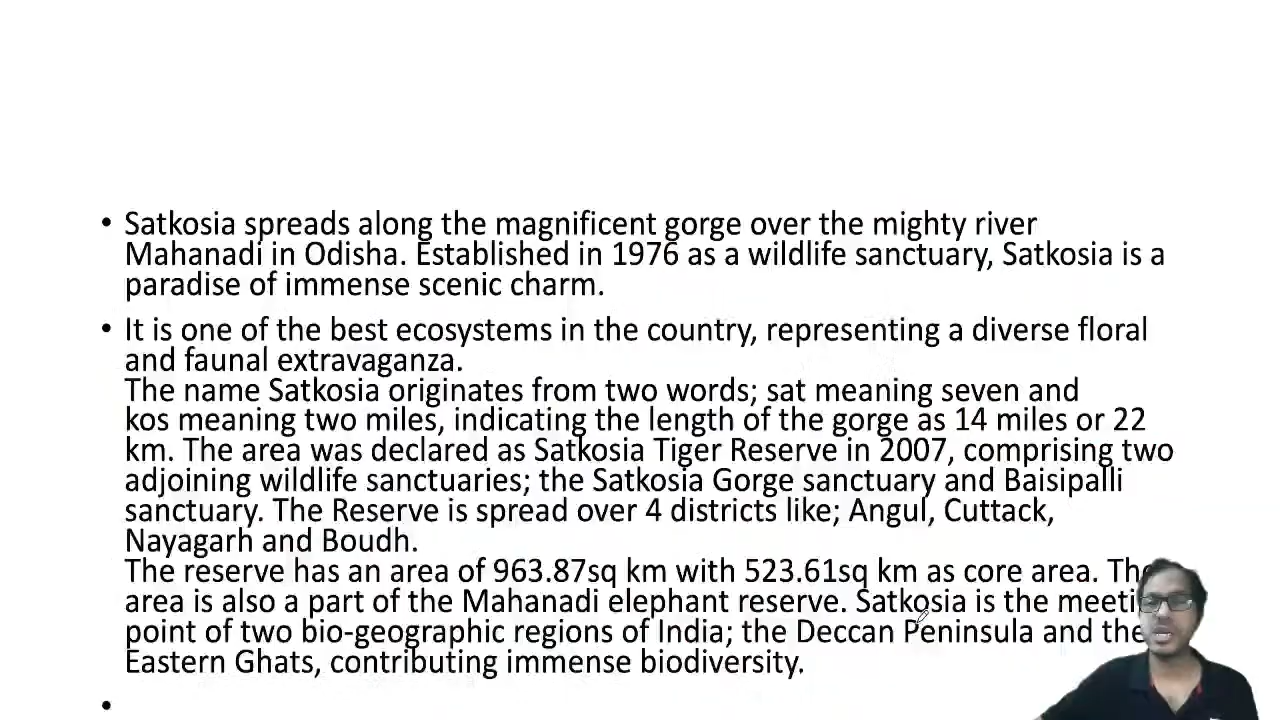 • Satkosia spreads along the magnificent gorge over the mighty river
Mahanadi in Odisha. Established in 1976 as a wildlife sanctuary, Satkosia is a
paradise of immense scenic charm.
• It is one of the best ecosystems in the country, representing a diverse floral
and faunal extravaganza.
The name Satkosia originates from two words; sat meaning seven and
kos meaning two miles, indicating the length of the gorge as 14 miles or 22
km. The area was declared as Satkosia Tiger Reserve in 2007, comprising two
adjoining wildlife sanctuaries; the Satkosia Gorge sanctuary and Baisipalli
sanctuary. The Reserve is spread over 4 districts like; Angul, Cuttack,
Nayagarh and Boudh.
The reserve has an area of 963.87sq km with 523.61sq km as core area. The
area is also a part of the Mahanadi elephant reserve. Satkosia is the
point of two bio-geographic regions of India; the Deccan Peninsula and the
Eastern Ghats, contributing immense biodiversity.
•